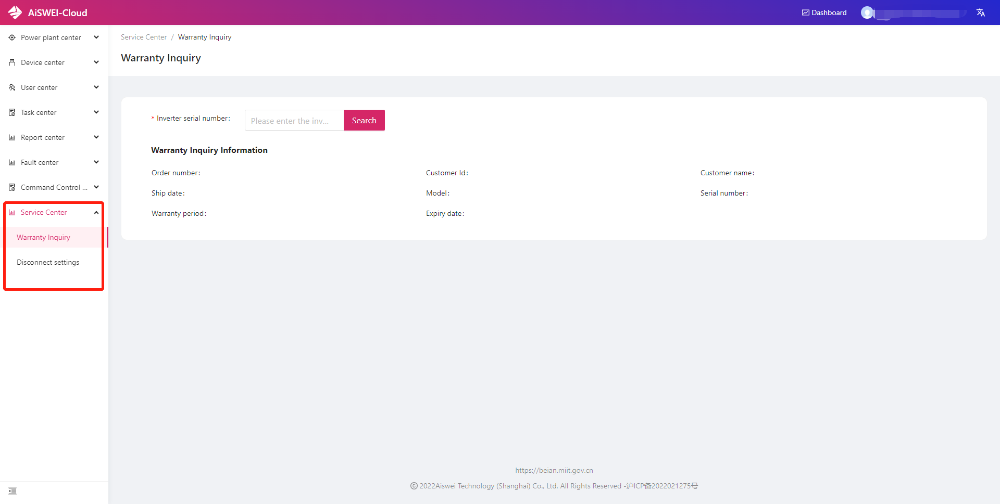 AiSWEI-Cloud
Dashboard
Power plant center
Device center
User center
Task center
Report center
Fault center
Command Control ...
Service Center
Warranty Inquiry
Disconnect settings
Service Center / Warranty Inquiry
Warranty Inquiry
* Inverter serial number:
Please enter the inv...
Search
Warranty Inquiry Information
Order number:
Customer Id:
Customer name:
Ship date:
Model:
Serial number:
Warranty period:
Expiry date:
https://beian.miit.gov.cn
© 2022Aiswei Technology (Shanghai) Co., Ltd. All Rights Reserved -沪ICP备2022021275号